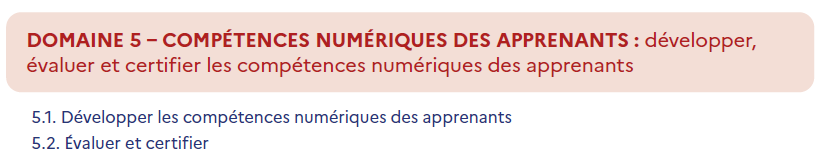 DOMAINE 5 – COMPÉTENCES NUMÉRIQUES DES APPRENANTS : développer,
évaluer et certifier les compétences numériques des apprenants
5.1. Développer les compétences numériques des apprenants
5.2. Évaluer et certifier